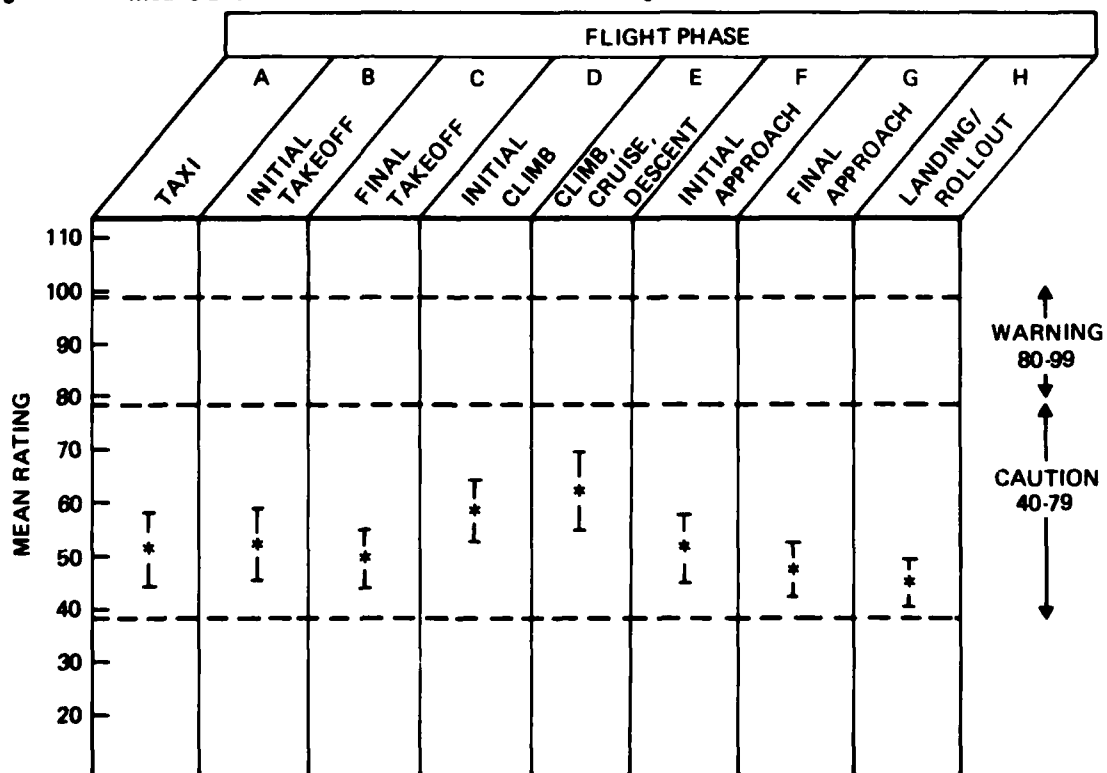 FLIGHT PHASE
A B C D E F G H
TAXI
INITIAL
TAKEOFF
FINAL
TAKEOFF
INITIAL
CLIMB
CLIMB,
CRUISE,
DESCENT
INITIAL
APPROACH
FINAL
APPROACH
LANDING/
ROLLOUT
MEAN RATING
110
100
90
80
70
60
50
40
30
20
WARNING
80-99
CAUTION
40-79